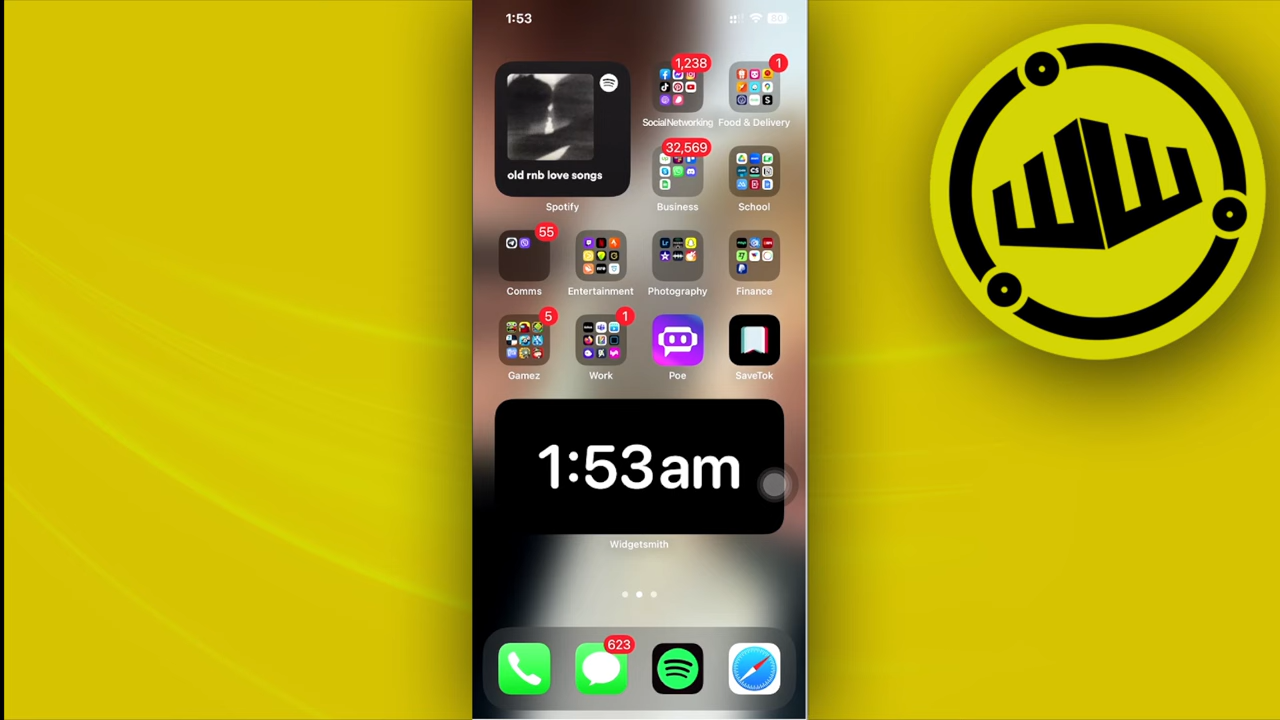 1:53
80
1,238
1
SocialNetworking
Food & Delivery
old rnb love songs
Spotify
32,569
Business
School
55
Comms
Entertainment
Photography
Finance
5
1
Gamez
Work
Poe
SaveTok
1:53am
Widgetsmith
623